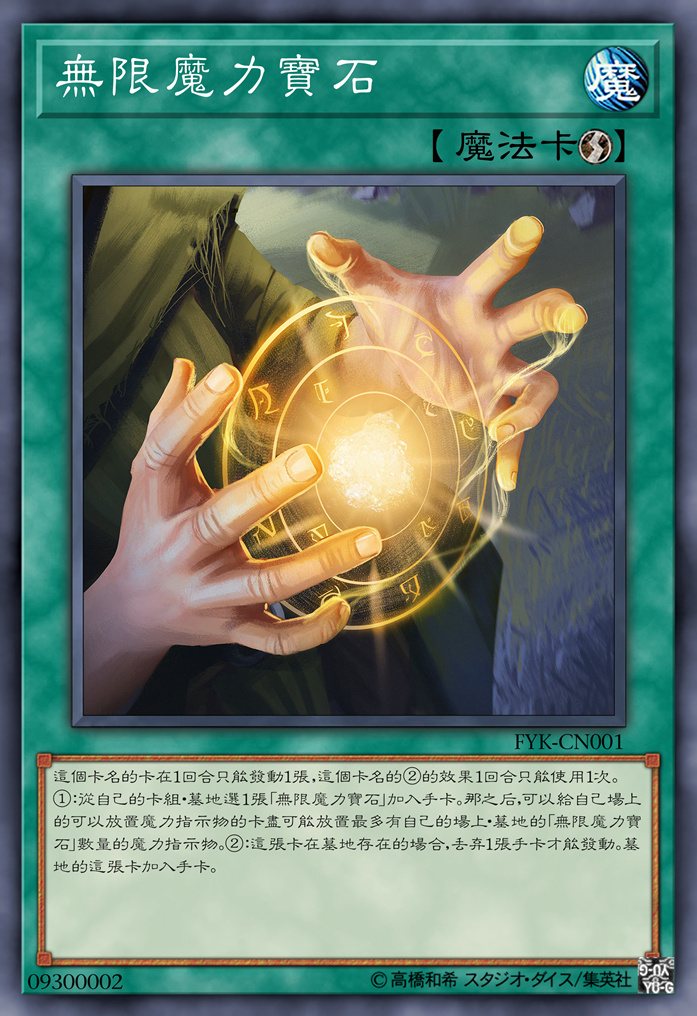 無限魔力寶石
魔
【魔法卡】
FYK-CN001
這個卡名的卡在1回合只能發動1張,這個卡名的②的效果1回合只能使用1次。
①:從自己的卡組・墓地選1張「無限魔力寶石」加入手卡。那之后,可以給自己場上
的可以放置魔力指示物的卡盡可能放置最多有自己的場上・墓地的「無限魔力寶
石」數量的魔力指示物。②:這張卡在墓地存在的場合,丟弃1張手卡才能發動。墓
地的這張卡加入手卡。
09300002
©高橋和希 スタジオ・ダイス/集英社